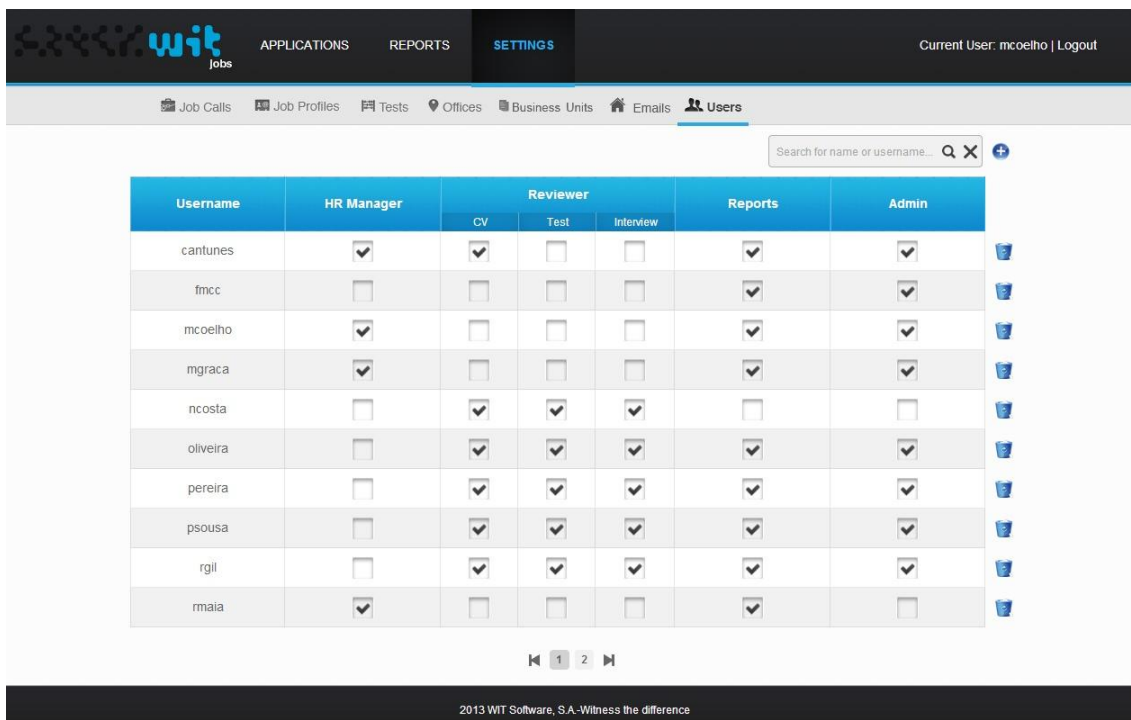 wit
jobs
APPLICATIONS REPORTS SETTINGS Current User: mcoelho | Logout
Job Calls Job Profiles Tests Offices Business Units Emails Users
Search for name or username...
Username HR Manager Reviewer Reports Admin
CV Test Interview
cantunes
fmcc
mcoelho
mgraca
ncosta
oliveira
pereira
psousa
rgil
rmaia
1 2
2013 WIT Software, S.A.-Witness the difference